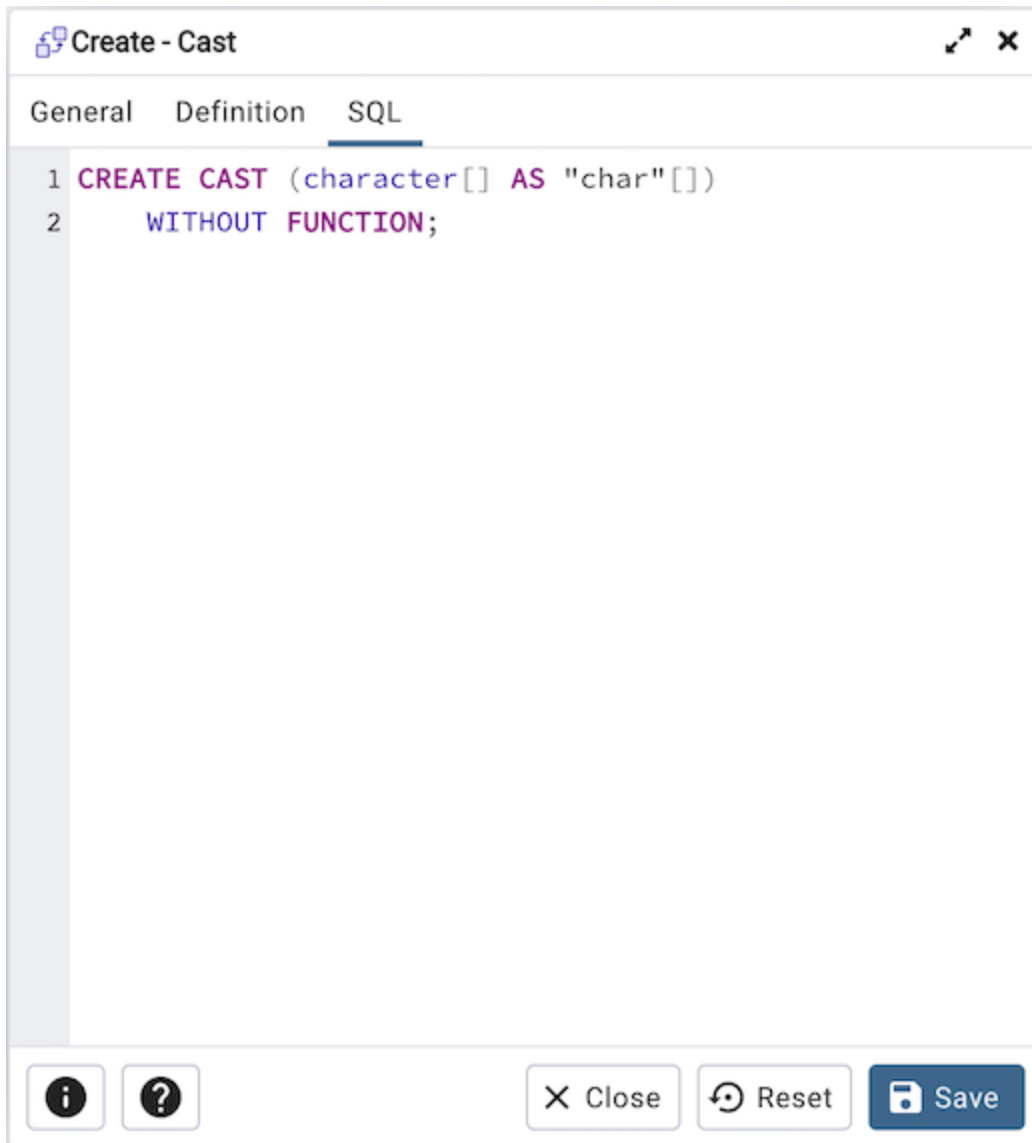 Create - Cast
General Definition SQL
1 CREATE CAST (character[] AS "char"[])
2     WITHOUT FUNCTION;
Close Reset Save